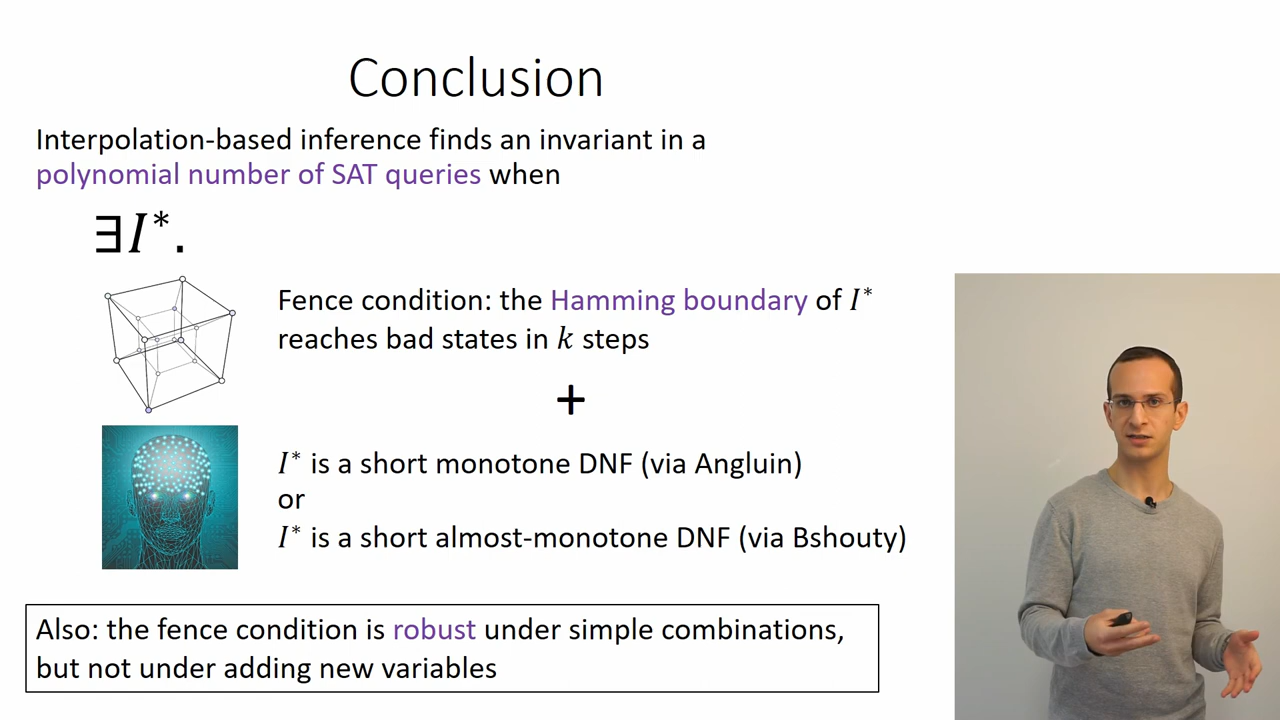 Conclusion
Interpolation-based inference finds an invariant in a
polynomial number of SAT queries when
∃I*.
Fence condition: the Hamming boundary of I*
reaches bad states in k steps
+
I* is a short monotone DNF (via Angluin)
or
I* is a short almost-monotone DNF (via Bshouty)
Also: the fence condition is robust under simple combinations,
but not under adding new variables